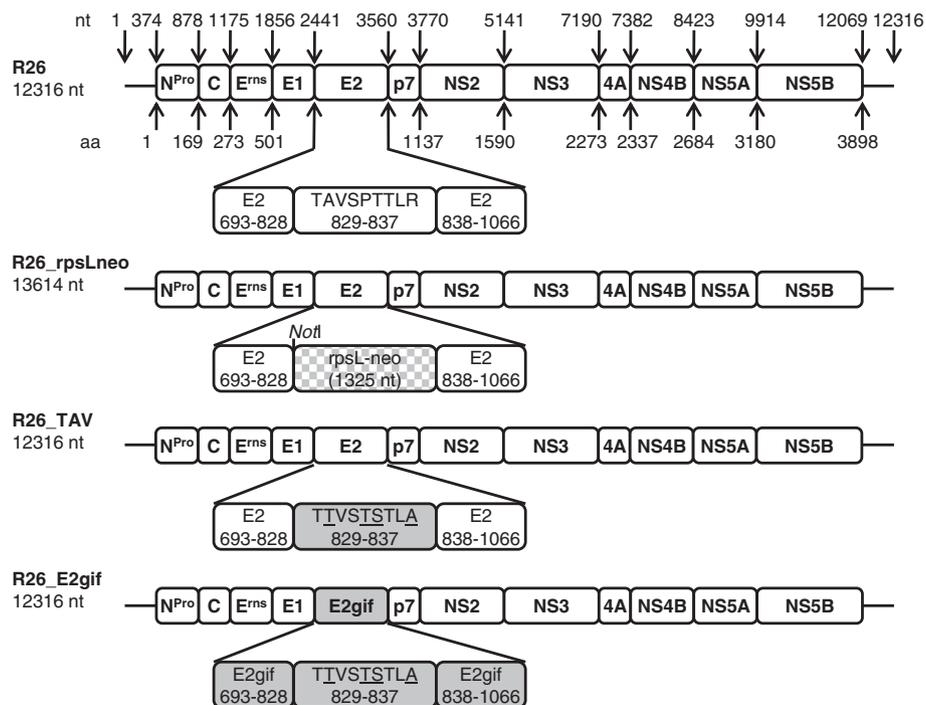 nt 1 374 878 1175 1856 2441 3560 3770 5141 7190 7382 8423 9914 12069 12316
R26
12316 nt
NPro C Erns E1 E2 p7 NS2 NS3 4A NS4B NS5A NS5B
aa 1 169 273 501 1137 1590 2273 2337 2684 3180 3898
E2 TAVSPTTLR E2
693-828 829-837 838-1066
R26_rpsLneo
13614 nt
NPro C Erns E1 E2 p7 NS2 NS3 4A NS4B NS5A NS5B
NotI
E2 rpsL-neo E2
693-828 (1325 nt) 838-1066
R26_TAV
12316 nt
NPro C Erns E1 E2 p7 NS2 NS3 4A NS4B NS5A NS5B
E2 TTVSTSTLA E2
693-828 829-837 838-1066
R26_E2gif
12316 nt
NPro C Erns E1 E2gif p7 NS2 NS3 4A NS4B NS5A NS5B
E2gif TTVSTSTLA E2gif
693-828 829-837 838-1066